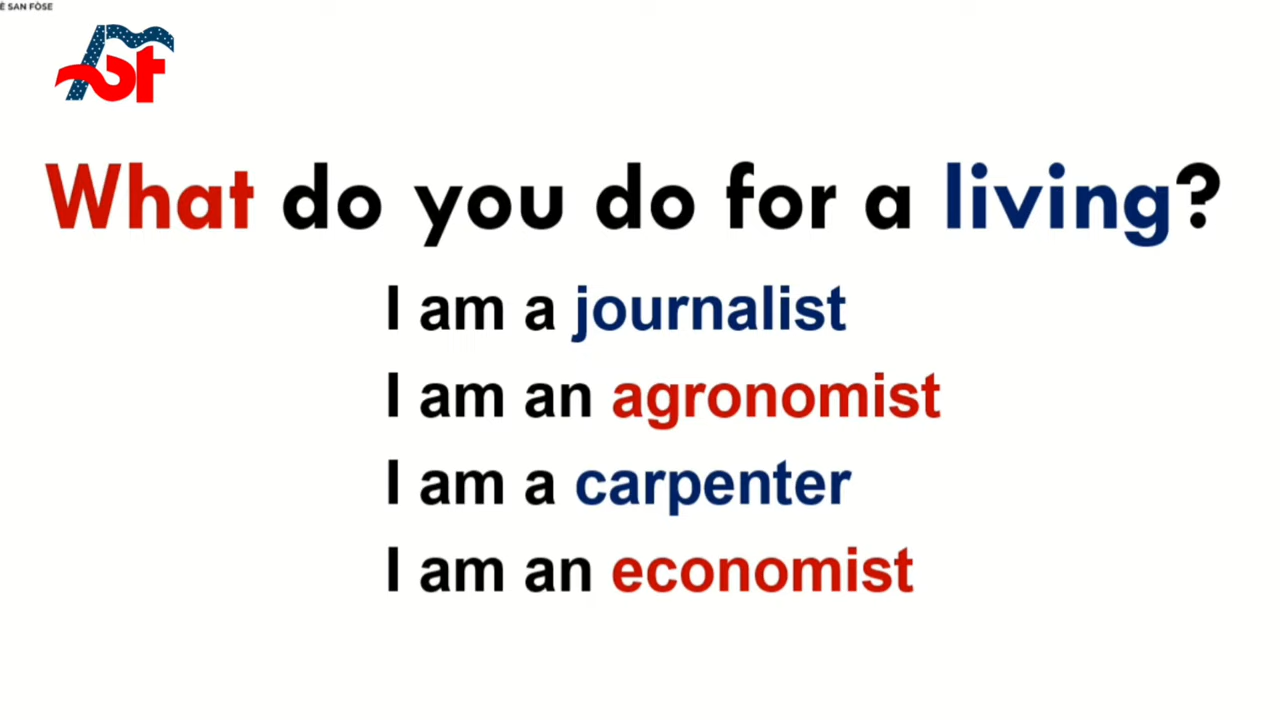 È SAN FÒSE
What do you do for a living?
I am a journalist
I am an agronomist
I am a carpenter
I am an economist